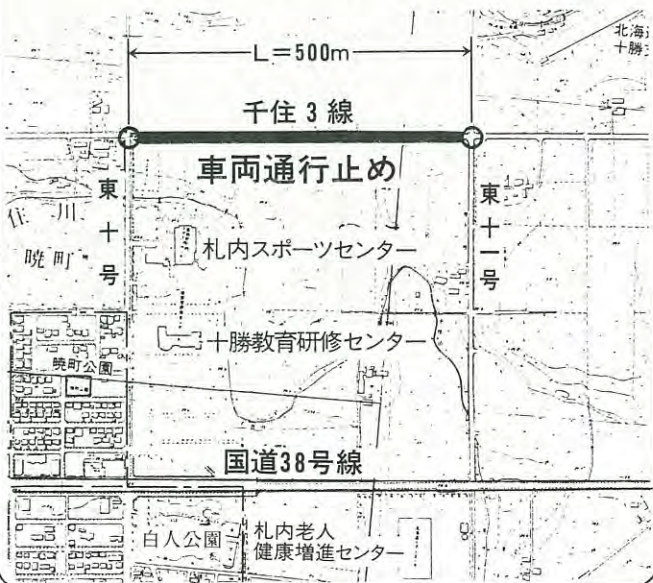 L=500m
北海道
十勝
千住3線
車両通行止め
東十号
東十一号
住川
暁町
札内スポーツセンター
十勝教育研修センター
暁町公園
国道38号線
白人公園
札内老人
健康増進センター